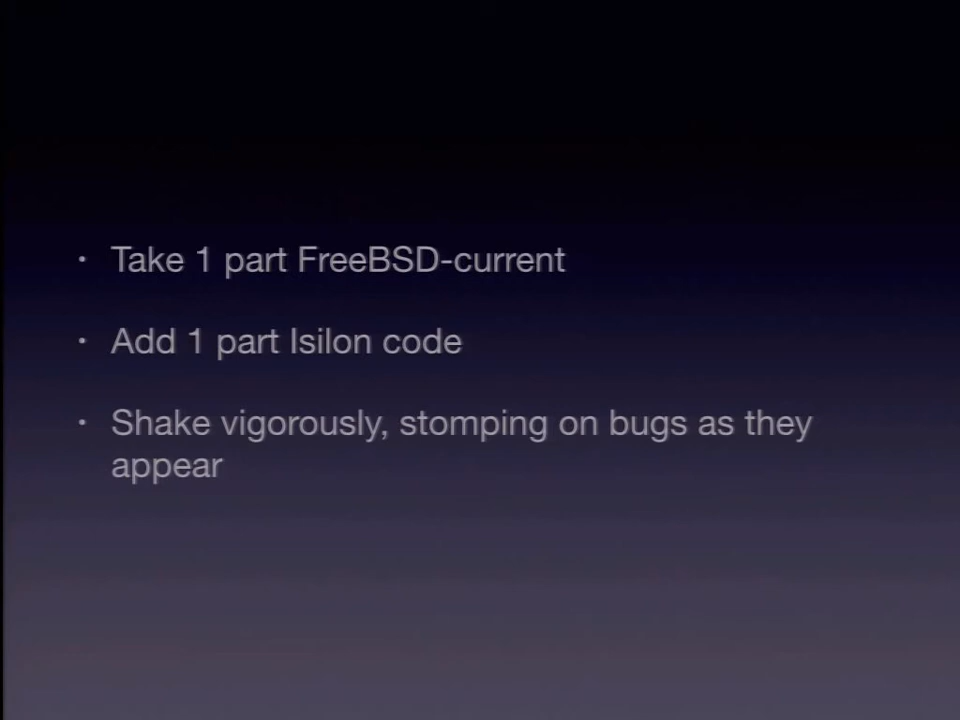 • Take 1 part FreeBSD-current
• Add 1 part Isilon code
• Shake vigorously, stomping on bugs as they
appear